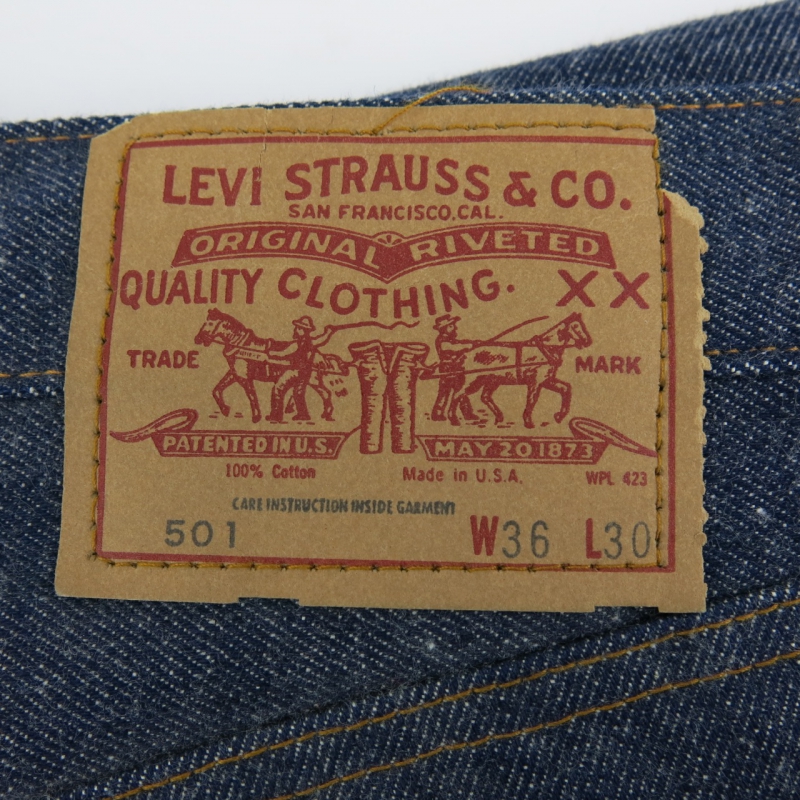 LEVI STRAUSS & CO.
SAN FRANCISCO, CAL.
ORIGINAL RIVETED
QUALITY CLOTHING. XX
TRADE MARK
PATENTED IN U.S. MAY 20 1873
100% Cotton Made in U.S.A. WPL 423
CARE INSTRUCTION INSIDE GARMENT
501 W36 L30